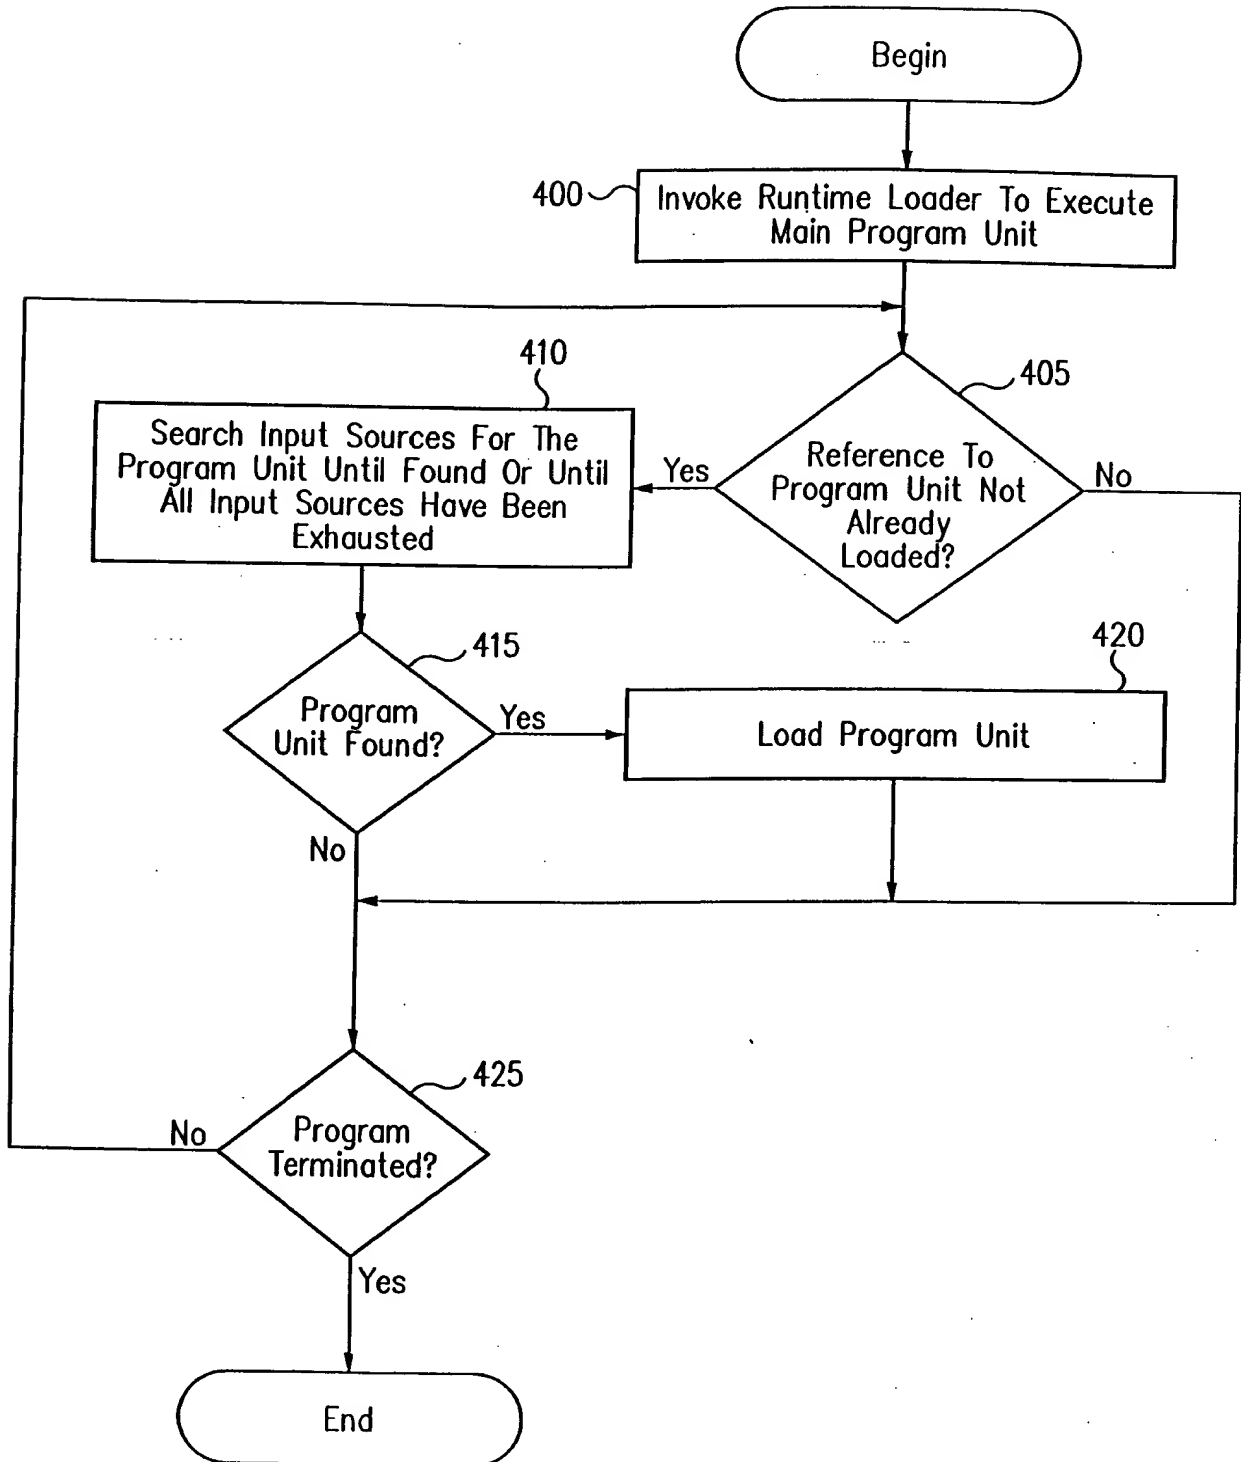 Begin
400
Invoke Runtime Loader To Execute
Main Program Unit
410
405
Search Input Sources For The
Program Unit Until Found Or Until
All Input Sources Have Been
Exhausted
Yes
Reference To
Program Unit Not
Already
Loaded?
No
415
420
Program
Unit Found?
Yes
Load Program Unit
No
425
No
Program
Terminated?
Yes
End